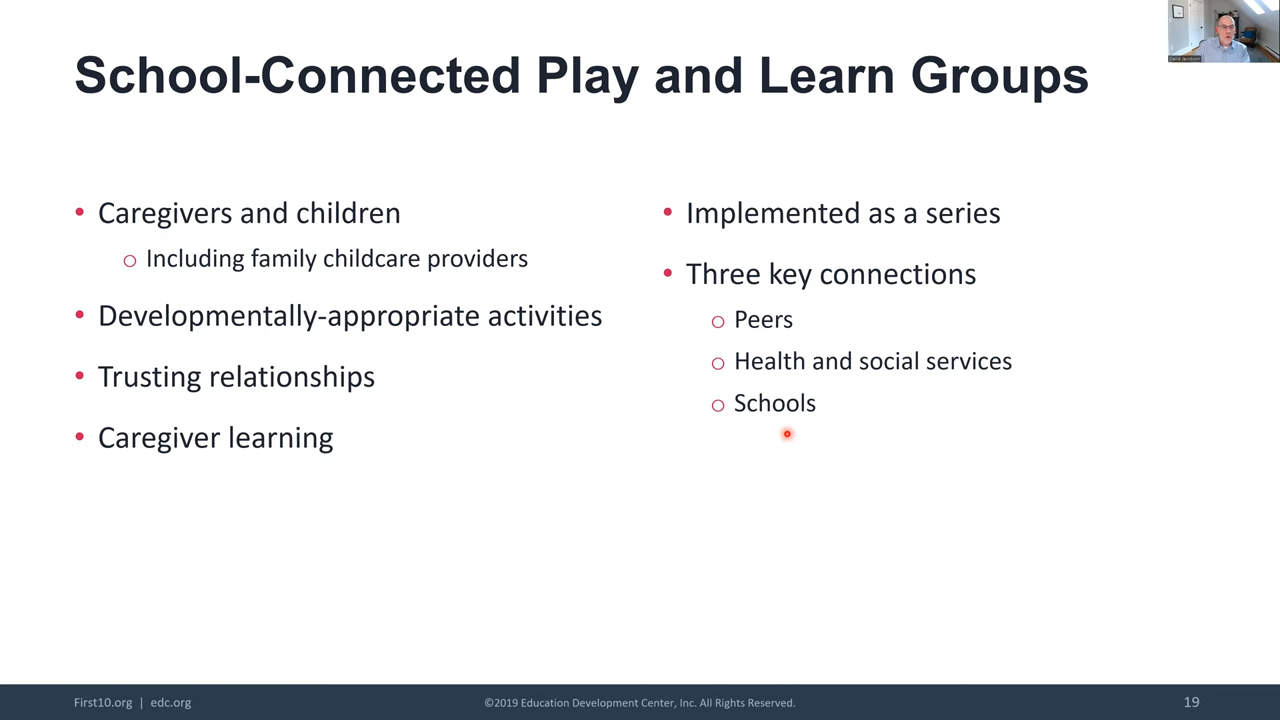 School-Connected Play and Learn Groups
• Caregivers and children
o Including family childcare providers
• Developmentally-appropriate activities
• Trusting relationships
• Caregiver learning
• Implemented as a series
• Three key connections
o Peers
o Health and social services
o Schools
First10.org | edc.org
©2019 Education Development Center, Inc. All Rights Reserved.
19
David Jacobson